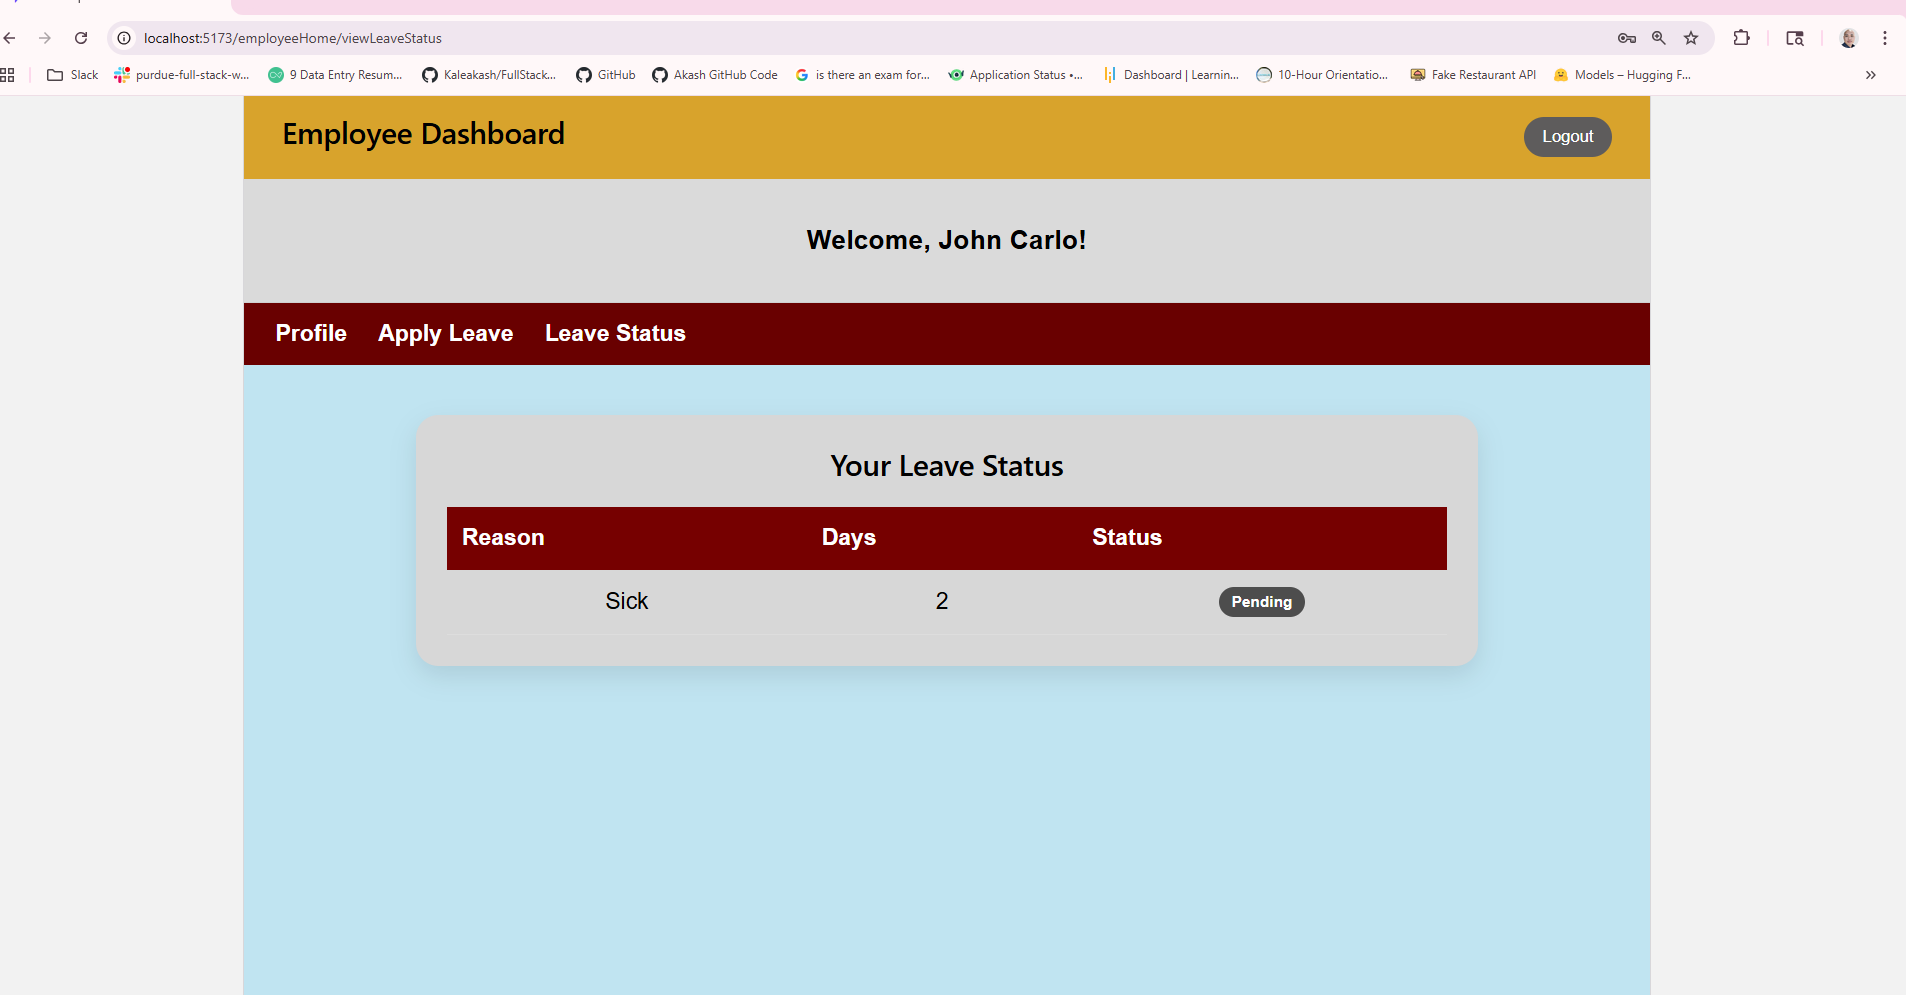 localhost:5173/employeeHome/viewLeaveStatus
Slack purdue-full-stack-w... 9 Data Entry Resum... Kaleakash/FullStack... GitHub Akash GitHub Code is there an exam for... Application Status •... Dashboard | Learnin... 10-Hour Orientatio... Fake Restaurant API Models – Hugging F... »
Employee Dashboard
Logout
Welcome, John Carlo!
Profile Apply Leave Leave Status
Your Leave Status
Reason Days Status
Sick 2 Pending